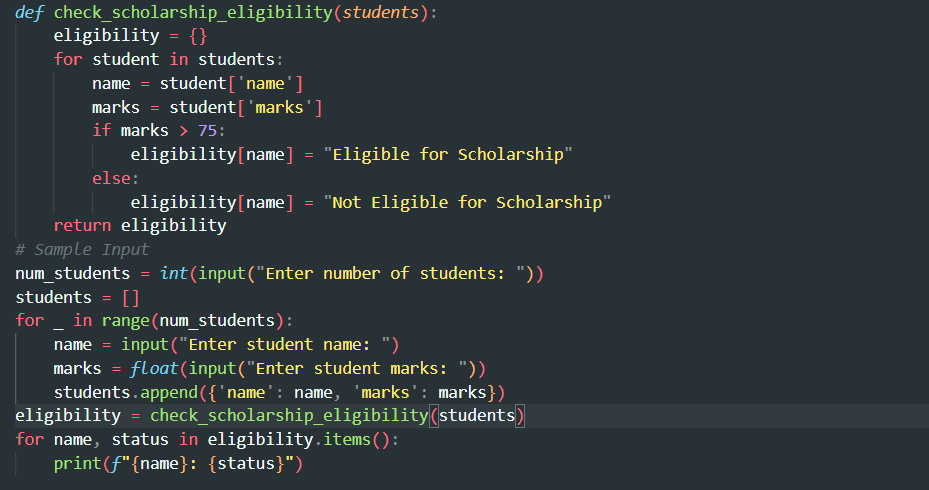 def check_scholarship_eligibility(students):
    eligibility = {}
    for student in students:
        name = student['name']
        marks = student['marks']
        if marks > 75:
            eligibility[name] = "Eligible for Scholarship"
        else:
            eligibility[name] = "Not Eligible for Scholarship"
    return eligibility
# Sample Input
num_students = int(input("Enter number of students: "))
students = []
for _ in range(num_students):
    name = input("Enter student name: ")
    marks = float(input("Enter student marks: "))
    students.append({'name': name, 'marks': marks})
eligibility = check_scholarship_eligibility(students)
for name, status in eligibility.items():
    print(f"{name}: {status}")